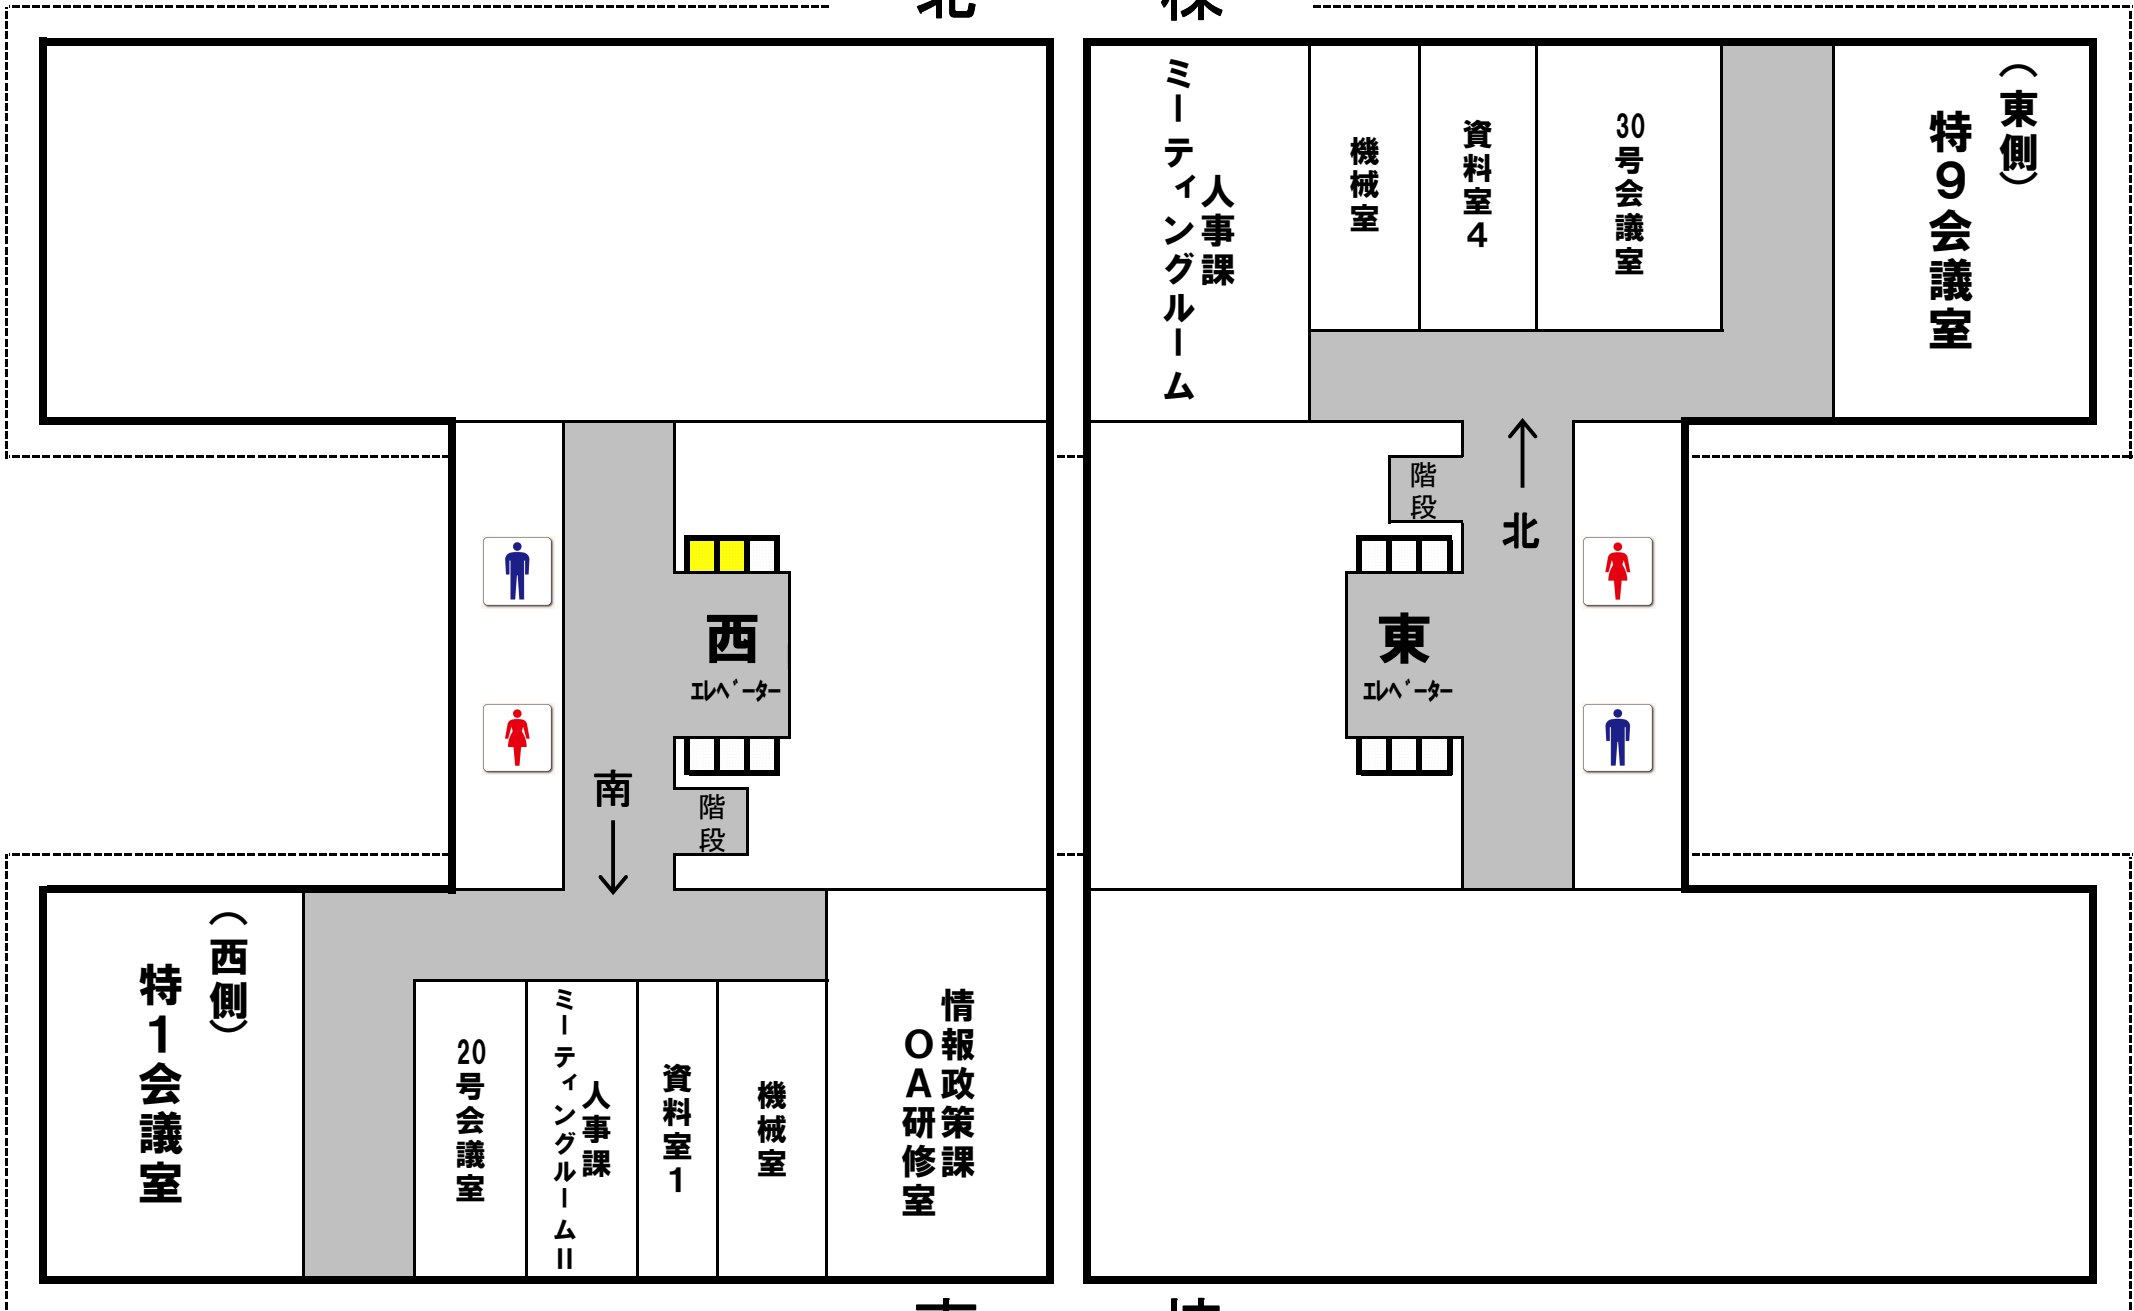 人事課
ミーティングルーム
機械室
資料室4
30号会議室
(東側)
特9会議室
階段
北
西
エレベーター
東
エレベーター
南
階段
(西側)
特1会議室
20号会議室
人事課
ミーティングルームⅡ
資料室1
機械室
情報政策課
OA研修室